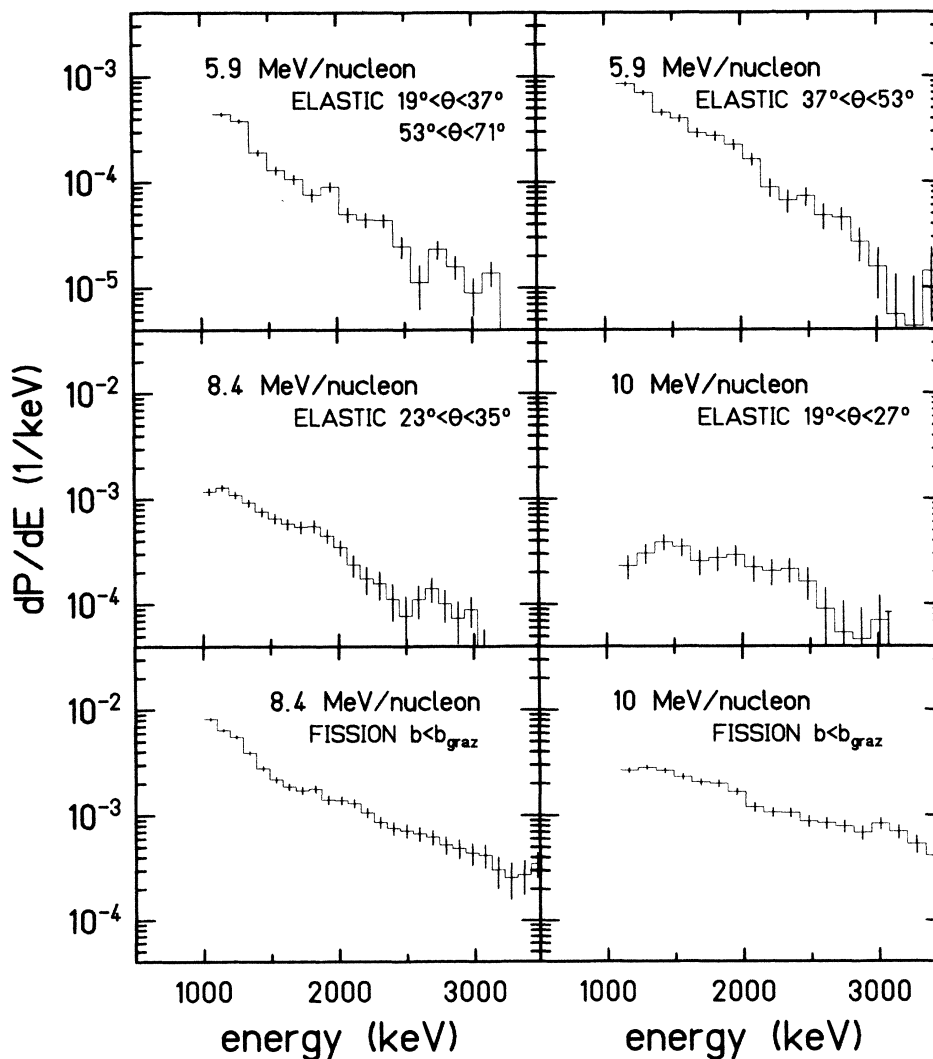 5.9 MeV/nucleon
ELASTIC 19°<θ<37°
53°<θ<71°
5.9 MeV/nucleon
ELASTIC 37°<θ<53°
10⁻³
10⁻⁴
10⁻⁵
8.4 MeV/nucleon
ELASTIC 23°<θ<35°
10 MeV/nucleon
ELASTIC 19°<θ<27°
10⁻²
10⁻³
10⁻⁴
dP/dE (1/keV)
8.4 MeV/nucleon
FISSION b<b_graz
10 MeV/nucleon
FISSION b<b_graz
10⁻²
10⁻³
10⁻⁴
1000 2000 3000
1000 2000 3000
energy (keV)
energy (keV)